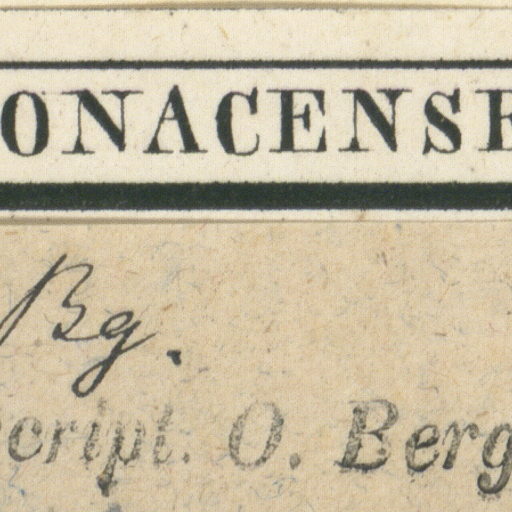 ONACENSE
Bg.
cript. O. Berg